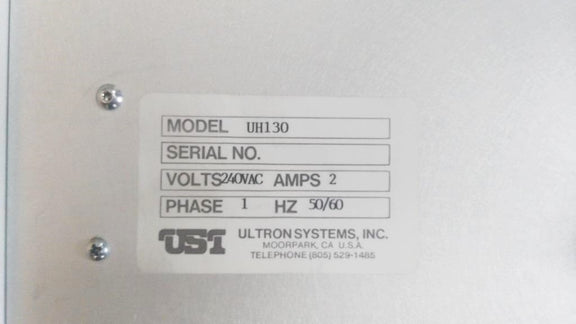 MODEL UH130
SERIAL NO.
VOLTS 240VAC AMPS 2
PHASE 1 HZ 50/60
USI ULTRON SYSTEMS, INC.
MOORPARK, CA U.S.A.
TELEPHONE (805) 529-1485